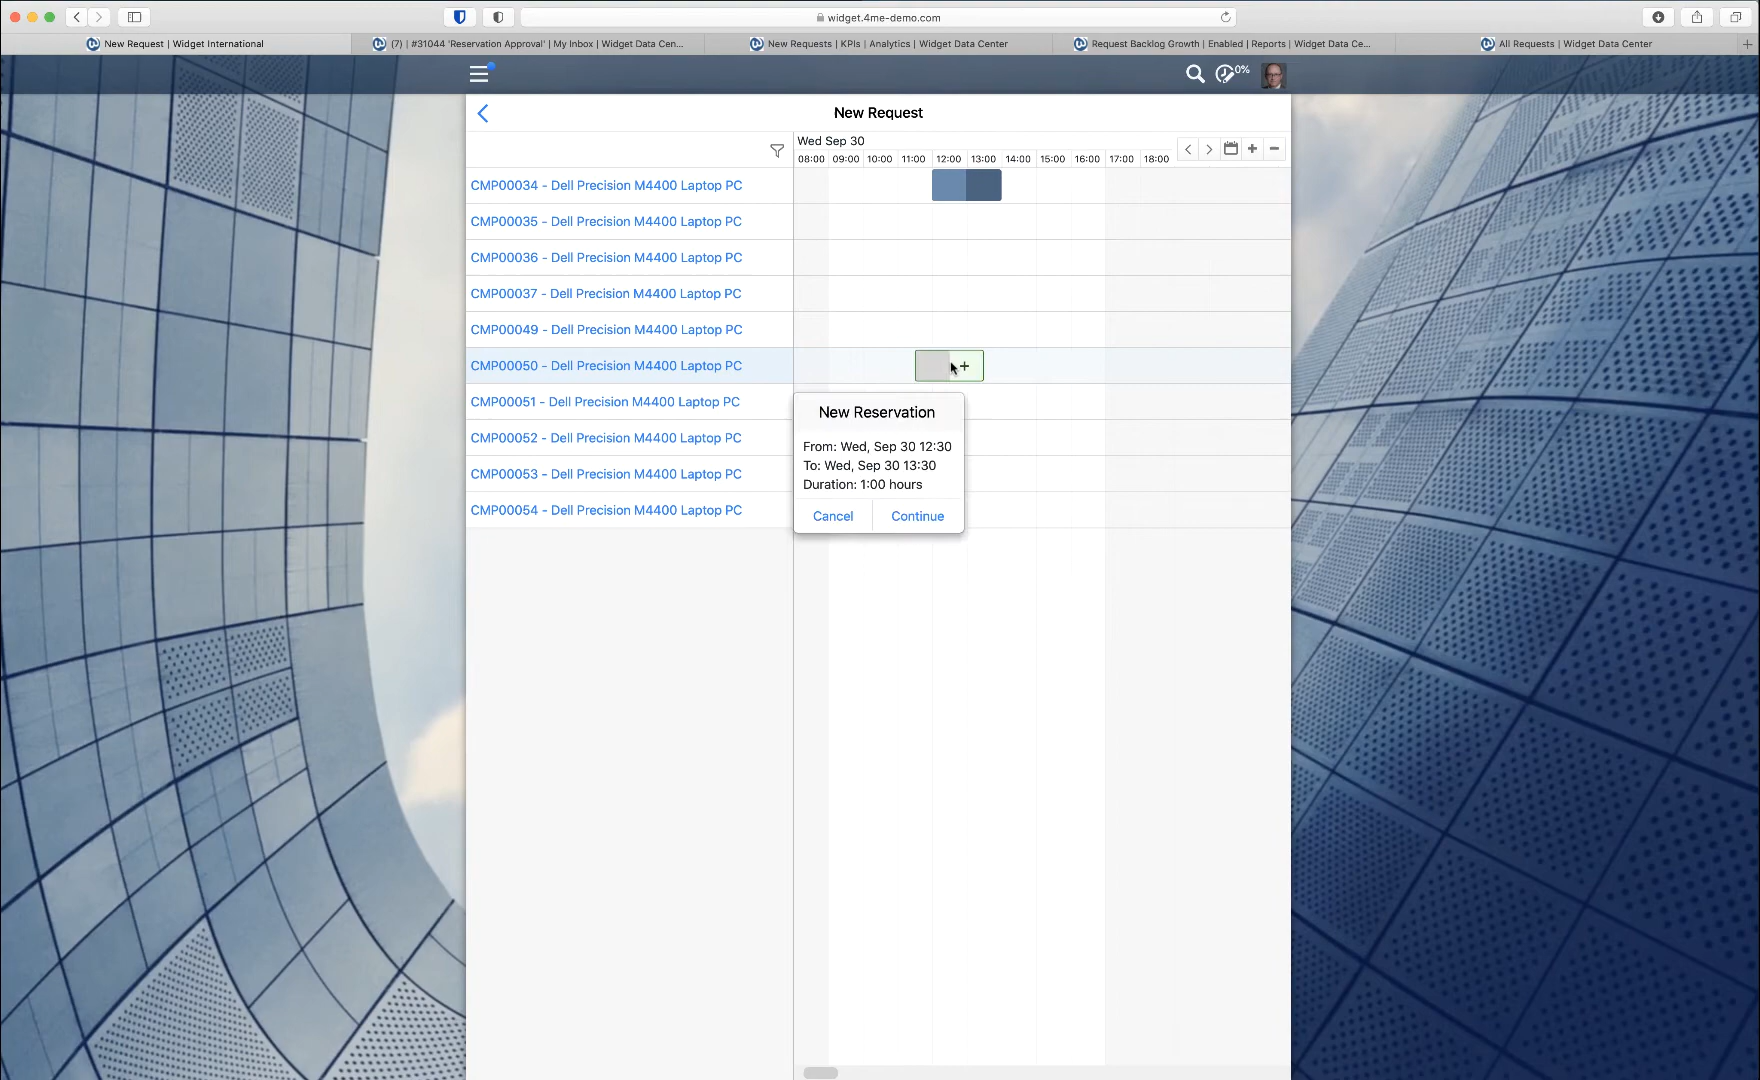 widget.4me-demo.com
New Request | Widget International
(7) | #31044 'Reservation Approval' | My Inbox | Widget Data Cen...
New Requests | KPIs | Analytics | Widget Data Center
Request Backlog Growth | Enabled | Reports | Widget Data Ce...
All Requests | Widget Data Center
0%
New Request
Wed Sep 30
08:00 09:00 10:00 11:00 12:00 13:00 14:00 15:00 16:00 17:00 18:00
CMP00034 - Dell Precision M4400 Laptop PC
CMP00035 - Dell Precision M4400 Laptop PC
CMP00036 - Dell Precision M4400 Laptop PC
CMP00037 - Dell Precision M4400 Laptop PC
CMP00049 - Dell Precision M4400 Laptop PC
CMP00050 - Dell Precision M4400 Laptop PC
CMP00051 - Dell Precision M4400 Laptop PC
CMP00052 - Dell Precision M4400 Laptop PC
CMP00053 - Dell Precision M4400 Laptop PC
CMP00054 - Dell Precision M4400 Laptop PC
New Reservation
From: Wed, Sep 30 12:30
To: Wed, Sep 30 13:30
Duration: 1:00 hours
Cancel Continue